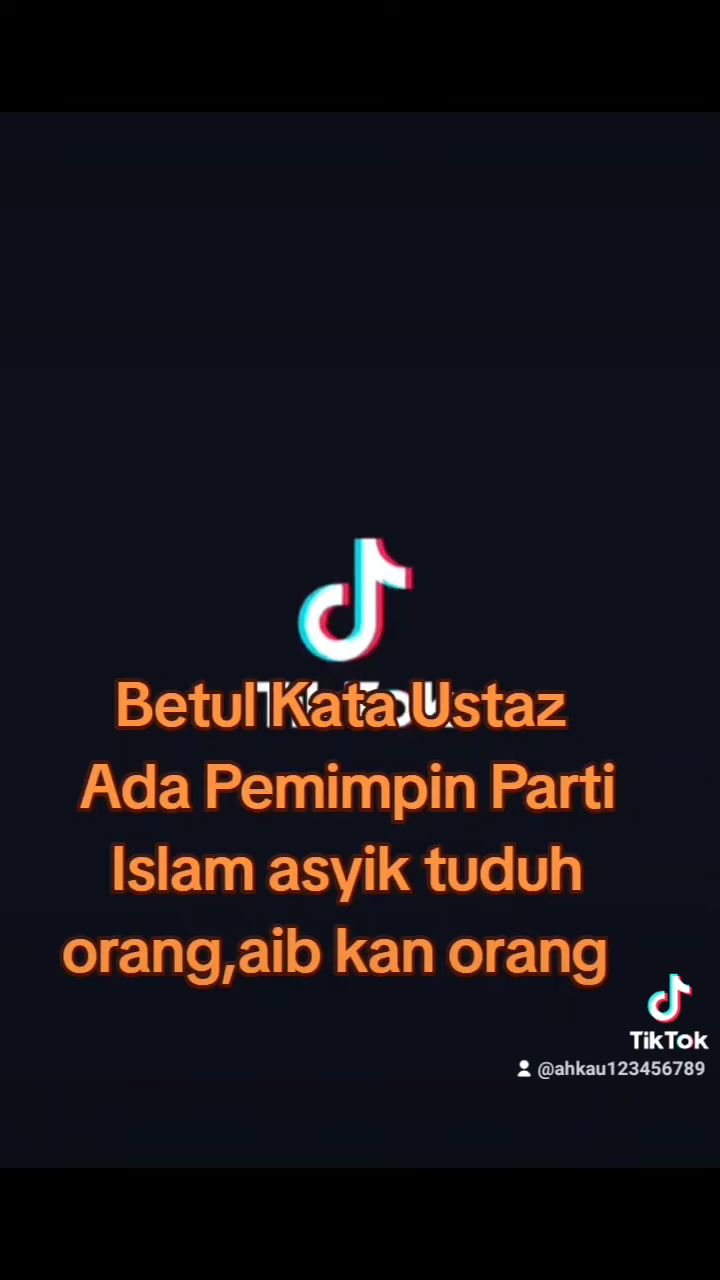 Betul Kata Ustaz
Ada Pemimpin Parti
Islam asyik tuduh
orang,aib kan orang
TikTok
@ahkau123456789